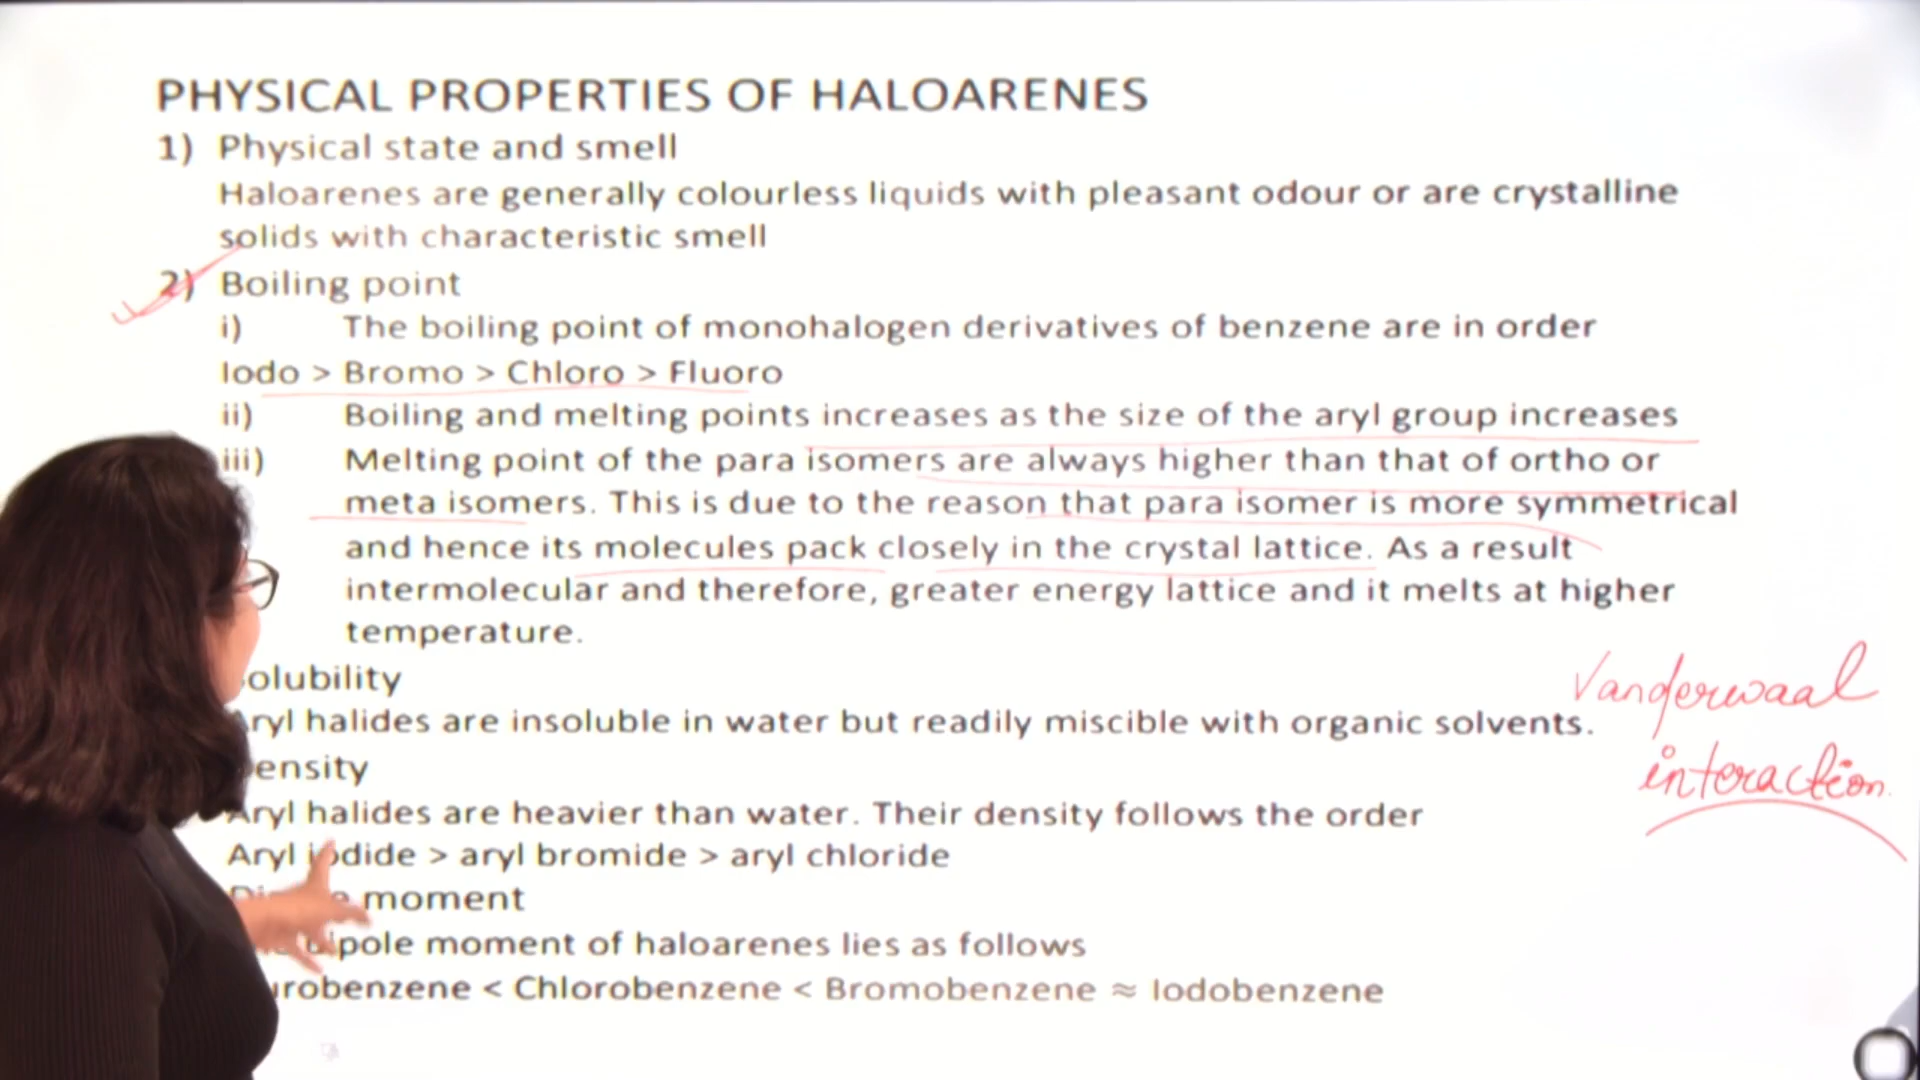 PHYSICAL PROPERTIES OF HALOARENES
1) Physical state and smell
Haloarenes are generally colourless liquids with pleasant odour or are crystalline
solids with characteristic smell
2) Boiling point
i) The boiling point of monohalogen derivatives of benzene are in order
Iodo > Bromo > Chloro > Fluoro
ii) Boiling and melting points increases as the size of the aryl group increases
iii) Melting point of the para isomers are always higher than that of ortho or
meta isomers. This is due to the reason that para isomer is more symmetrical
and hence its molecules pack closely in the crystal lattice. As a result
intermolecular and therefore, greater energy lattice and it melts at higher
temperature.
olubility
Aryl halides are insoluble in water but readily miscible with organic solvents.
ensity
Aryl halides are heavier than water. Their density follows the order
Aryl iodide > aryl bromide > aryl chloride
moment
dipole moment of haloarenes lies as follows
robenzene < Chlorobenzene < Bromobenzene ≈ Iodobenzene
Vanderwaal
interaction